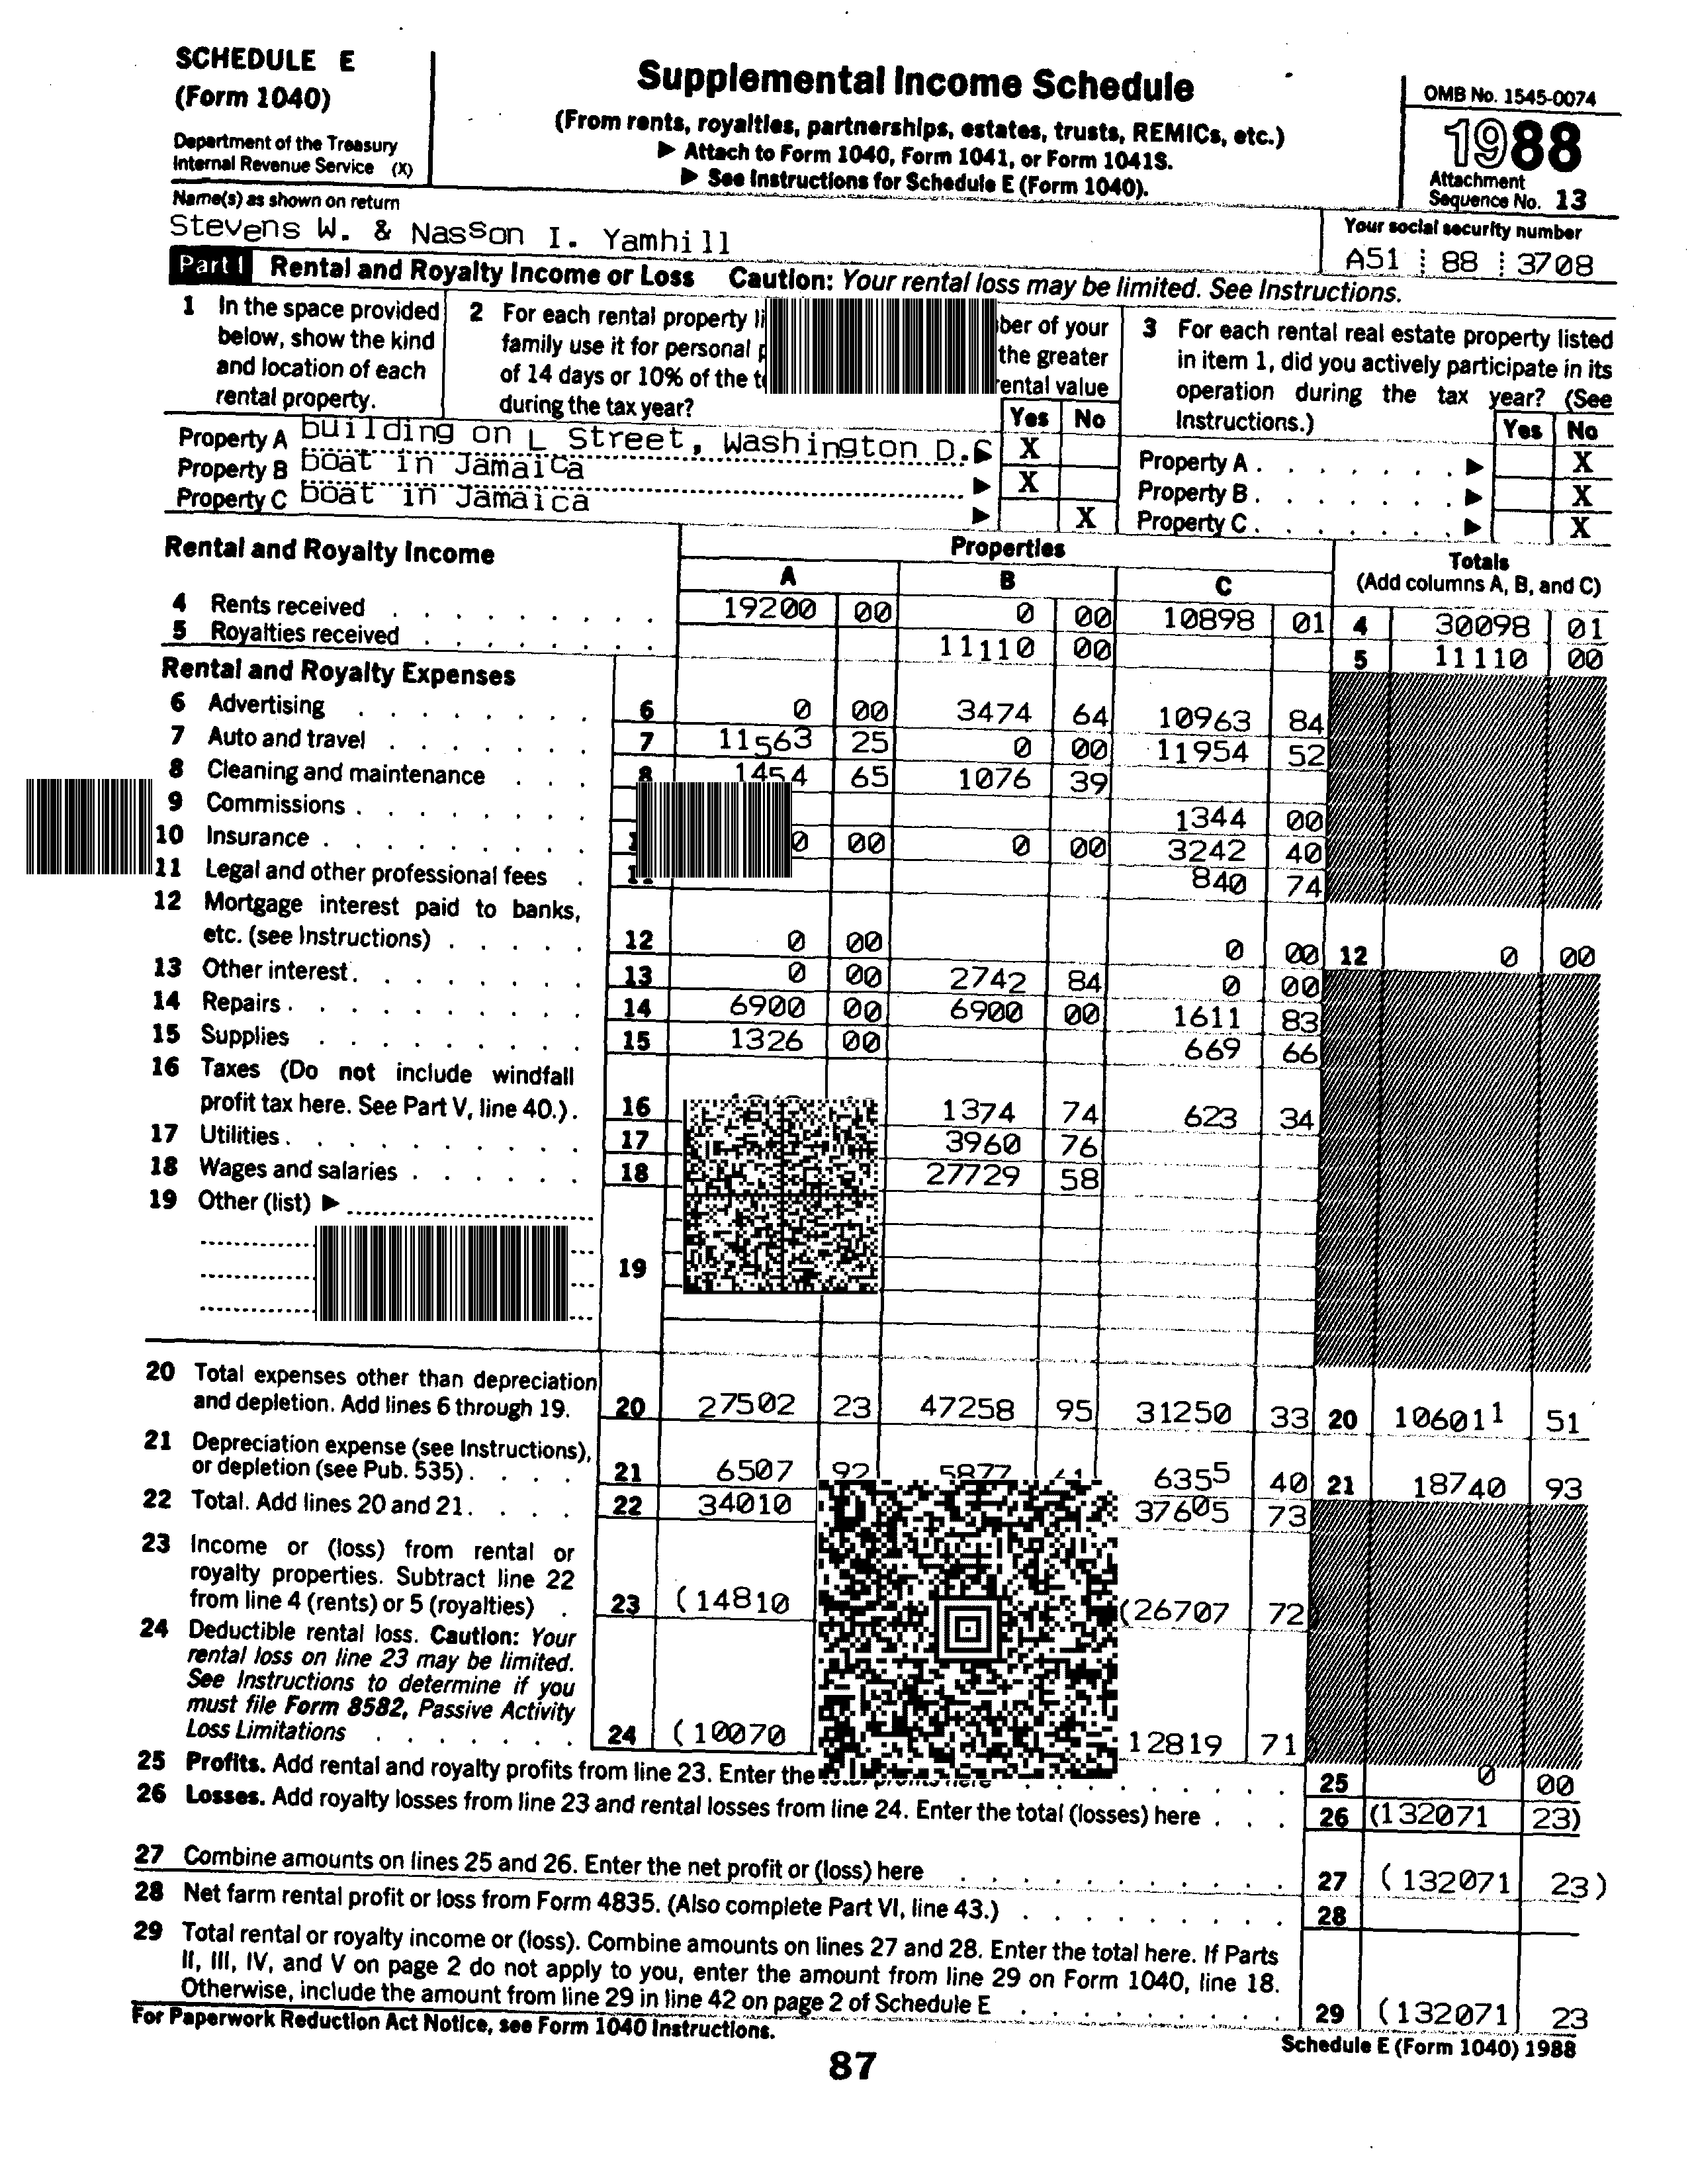 SCHEDULE E
(Form 1040)
Department of the Treasury
Internal Revenue Service (X)
Supplemental Income Schedule
(From rents, royalties, partnerships, estates, trusts, REMICs, etc.)
▶ Attach to Form 1040, Form 1041, or Form 1041S.
▶ See Instructions for Schedule E (Form 1040).
OMB No. 1545-0074
1988
Attachment
Sequence No. 13
Name(s) as shown on return
Stevens W. & Nasson I. Yamhill
Your social security number
A51 88 3708
Part I Rental and Royalty Income or Loss Caution: Your rental loss may be limited. See Instructions.
1 In the space provided
below, show the kind
and location of each
rental property.
2 For each rental property
family use it for personal
of 14 days or 10% of the
during the tax year?
of your
the greater
rental value
Yes No
3 For each rental real estate property listed
in item 1, did you actively participate in its
operation during the tax year? (See
Instructions.)
Yes No
Property A building on L Street, Washington D.C X
Property B boat in Jamaica ▶ X
Property C boat in Jamaica ▶ X
Property A ▶ X
Property B ▶ X
Property C ▶ X
Rental and Royalty Income
Properties
A B C
Totals
(Add columns A, B, and C)
4 Rents received 19200 00 0 00 10898 01 4 30098 01
5 Royalties received 11110 00 5 11110 00
Rental and Royalty Expenses
6 Advertising 6 0 00 3474 64 10963 84
7 Auto and travel 7 11563 25 0 00 11954 52
8 Cleaning and maintenance 8 1454 65 1076 39
9 Commissions 1344 00
10 Insurance 0 00 0 00 3242 40
11 Legal and other professional fees 840 74
12 Mortgage interest paid to banks,
etc. (see Instructions) 12 0 00 0 00 12 0 00
13 Other interest 13 0 00 2742 84 0 00
14 Repairs 14 6900 00 6900 00 1611 83
15 Supplies 15 1326 00 669 66
16 Taxes (Do not include windfall
profit tax here. See Part V, line 40.) 16 1374 74 623 34
17 Utilities 17 3960 76
18 Wages and salaries 18 27729 58
19 Other (list) ▶
19
20 Total expenses other than depreciation
and depletion. Add lines 6 through 19. 20 27502 23 47258 95 31250 33 20 106011 51
21 Depreciation expense (see Instructions),
or depletion (see Pub. 535) 21 6507 92 5877 6355 40 21 18740 93
22 Total. Add lines 20 and 21 22 34010 37605 73
23 Income or (loss) from rental or
royalty properties. Subtract line 22
from line 4 (rents) or 5 (royalties) 23 (14810 (26707 72
24 Deductible rental loss. Caution: Your
rental loss on line 23 may be limited.
See Instructions to determine if you
must file Form 8582, Passive Activity
Loss Limitations 24 (10070 12819 71
25 Profits. Add rental and royalty profits from line 23. Enter the total profits here 25 0 00
26 Losses. Add royalty losses from line 23 and rental losses from line 24. Enter the total (losses) here 26 (132071 23)
27 Combine amounts on lines 25 and 26. Enter the net profit or (loss) here 27 (132071 23)
28 Net farm rental profit or loss from Form 4835. (Also complete Part VI, line 43.) 28
29 Total rental or royalty income or (loss). Combine amounts on lines 27 and 28. Enter the total here. If Parts
II, III, IV, and V on page 2 do not apply to you, enter the amount from line 29 on Form 1040, line 18.
Otherwise, include the amount from line 29 in line 42 on page 2 of Schedule E 29 (132071 23
For Paperwork Reduction Act Notice, see Form 1040 Instructions.
Schedule E (Form 1040) 1988
87